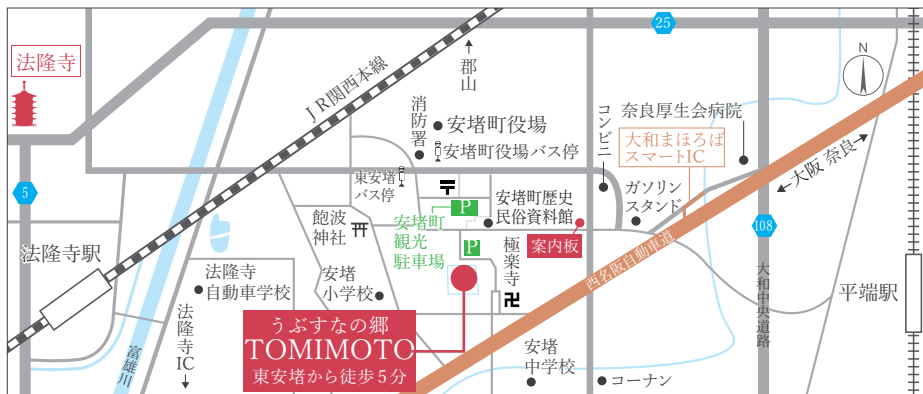 25
N
法隆寺
JR関西本線
郡山
消防署
安堵町役場
安堵町役場バス停
コンビニ
奈良厚生会病院
大和まほろば
スマートIC
大阪
奈良
5
東安堵
バス停
P
安堵町歴史
民俗資料館
ガソリン
スタンド
108
飽波
神社
安堵町
観光
駐車場
P
案内板
極楽寺
西名阪自動車道
法隆寺駅
法隆寺
自動車学校
安堵
小学校
大和中央道路
平端駅
法隆寺IC
富雄川
うぶすなの郷
TOMIMOTO
東安堵から徒歩5分
安堵
中学校
コーナン